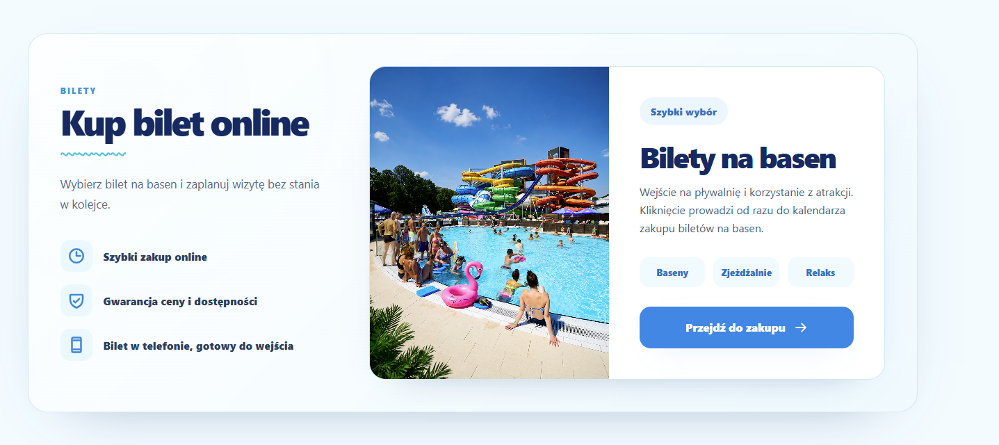 BILETY
Kup bilet online
Wybierz bilet na basen i zaplanuj wizytę bez stania
w kolejce.
Szybki zakup online
Gwarancja ceny i dostępności
Bilet w telefonie, gotowy do wejścia
Szybki wybór
Bilety na basen
Wejście na pływalnię i korzystanie z atrakcji.
Kliknięcie prowadzi od razu do kalendarza
zakupu biletów na basen.
Baseny
Zjeżdżalnie
Relaks
Przejdź do zakupu →